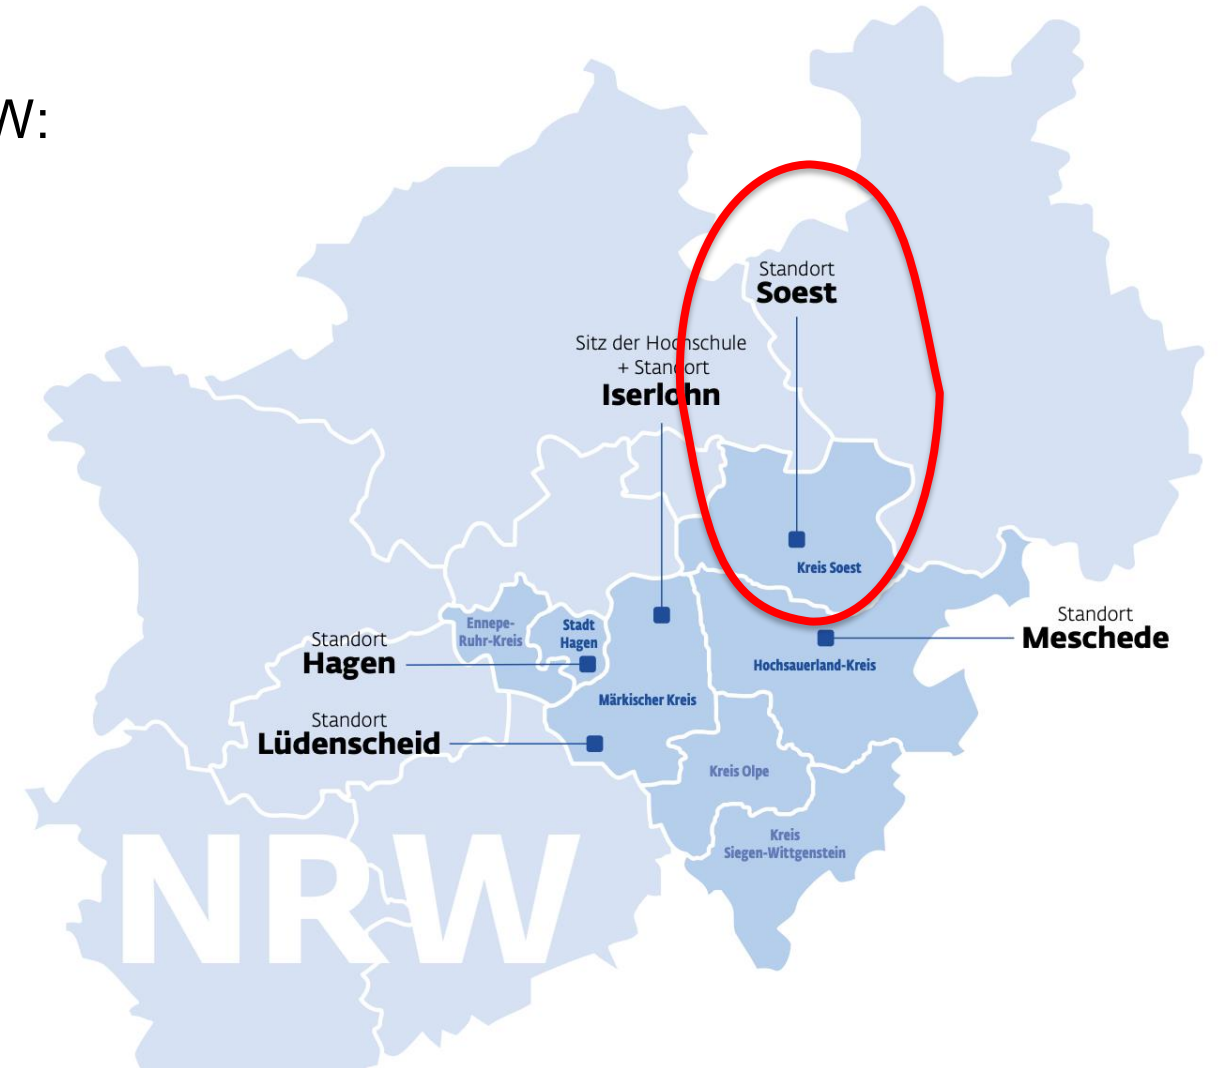 W:
Standort
Soest
Sitz der Hochschule
+ Standort
Iserlohn
Kreis Soest
Standort
Meschede
Ennepe-
Ruhr-Kreis
Stadt
Hagen
Standort
Hagen
Hochsauerland-Kreis
Märkischer Kreis
Standort
Lüdenscheid
Kreis Olpe
Kreis
Siegen-Wittgenstein
NRW